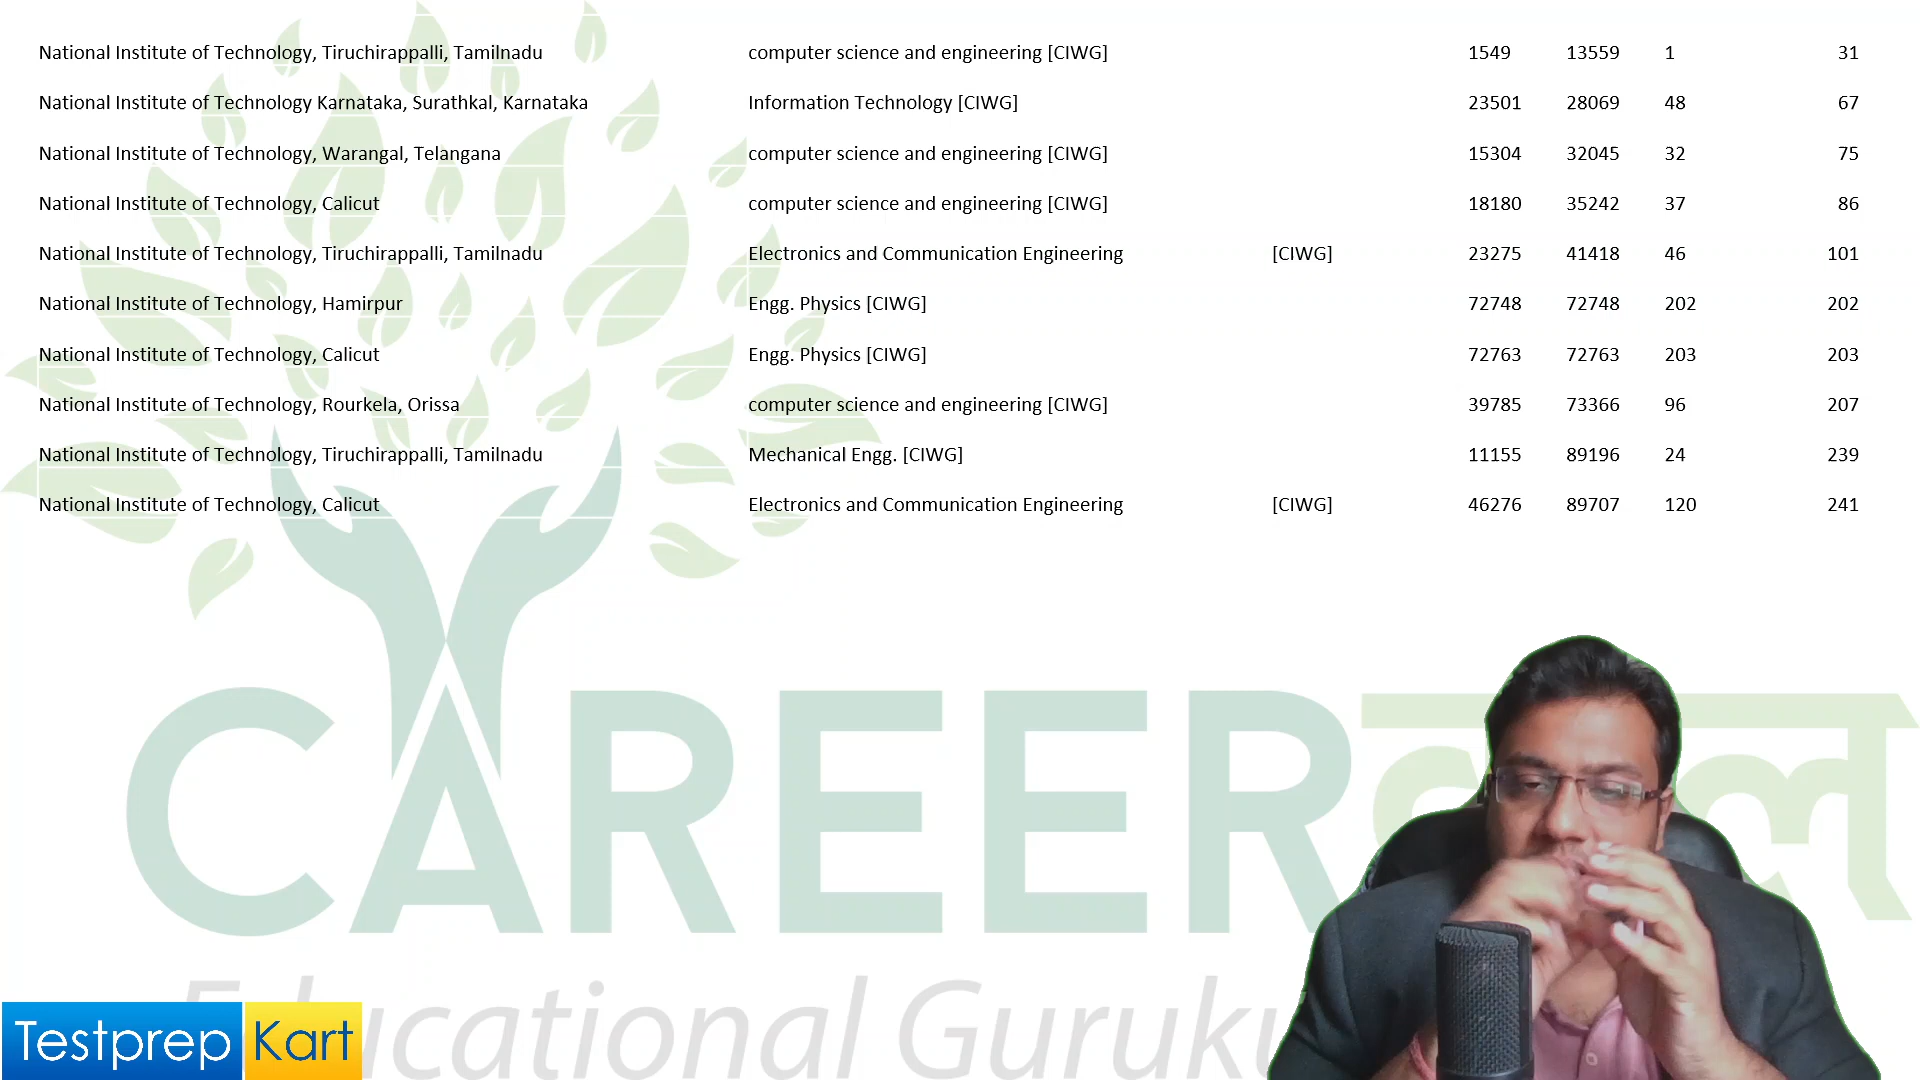 National Institute of Technology, Tiruchirappalli, Tamilnadu computer science and engineering [CIWG] 1549 13559 1 31
National Institute of Technology Karnataka, Surathkal, Karnataka Information Technology [CIWG] 23501 28069 48 67
National Institute of Technology, Warangal, Telangana computer science and engineering [CIWG] 15304 32045 32 75
National Institute of Technology, Calicut computer science and engineering [CIWG] 18180 35242 37 86
National Institute of Technology, Tiruchirappalli, Tamilnadu Electronics and Communication Engineering [CIWG] 23275 41418 46 101
National Institute of Technology, Hamirpur Engg. Physics [CIWG] 72748 72748 202 202
National Institute of Technology, Calicut Engg. Physics [CIWG] 72763 72763 203 203
National Institute of Technology, Rourkela, Orissa computer science and engineering [CIWG] 39785 73366 96 207
National Institute of Technology, Tiruchirappalli, Tamilnadu Mechanical Engg. [CIWG] 11155 89196 24 239
National Institute of Technology, Calicut Electronics and Communication Engineering [CIWG] 46276 89707 120 241
CAREER
Testprep Kart